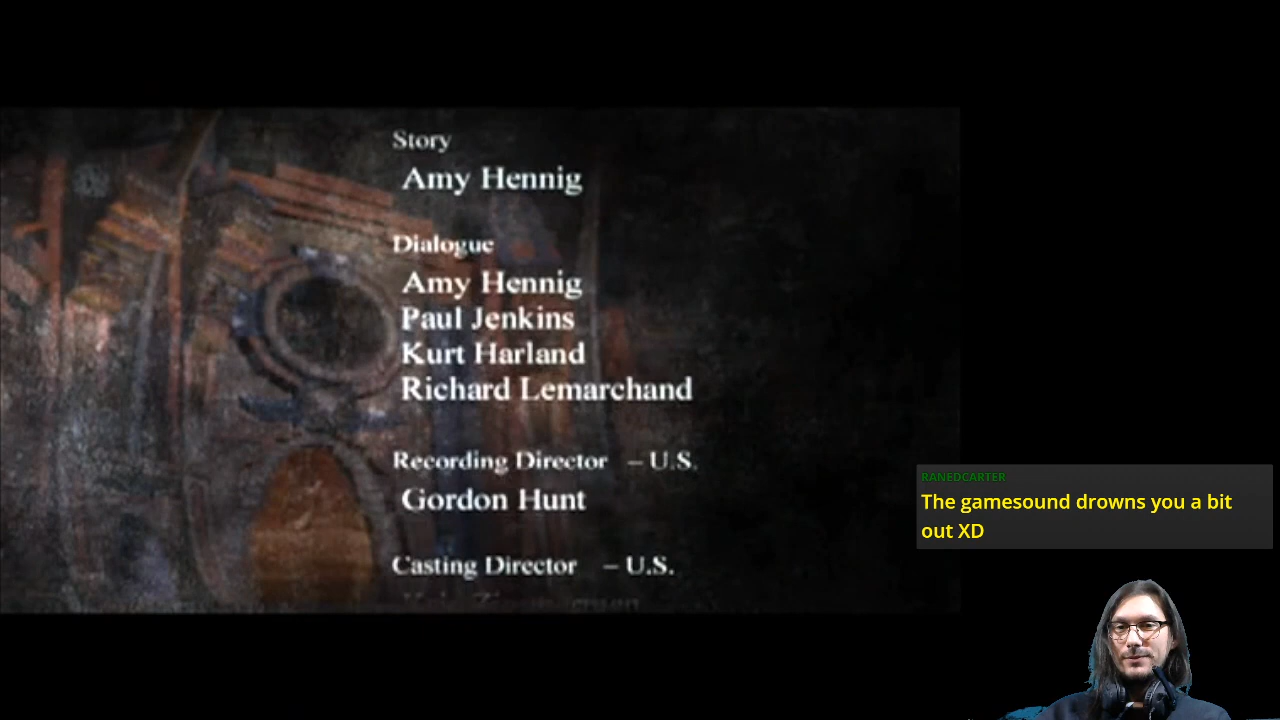 Story
Amy Hennig
Dialogue
Amy Hennig
Paul Jenkins
Kurt Harland
Richard Lemarchand
Recording Director – U.S.
Gordon Hunt
Casting Director – U.S.
RANEDCARTER
The gamesound drowns you a bit
out XD